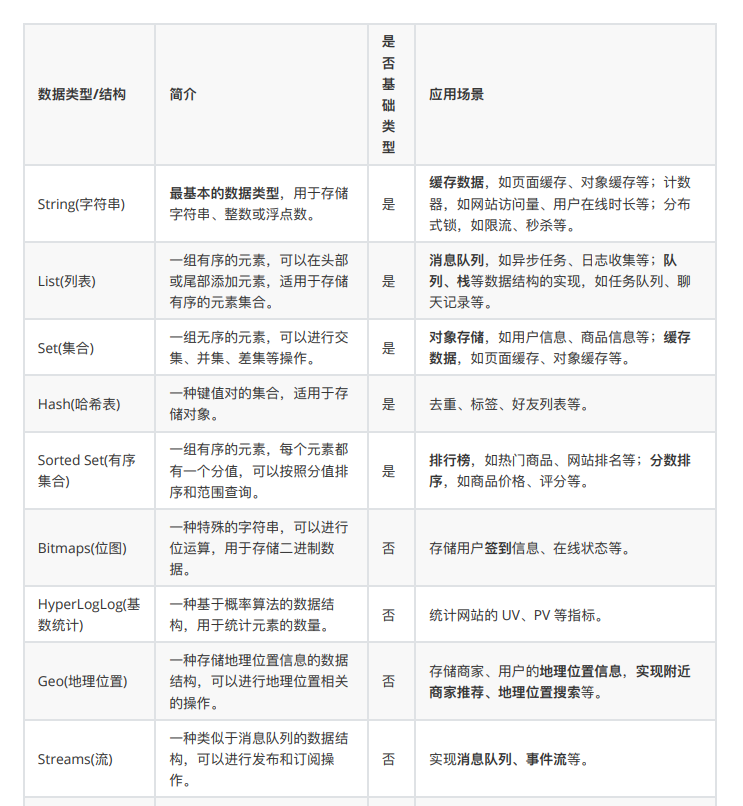 数据类型/结构
简介
是
否
基
础
类
型
应用场景
String(字符串)
最基本的数据类型，用于存储
字符串、整数或浮点数。
是
缓存数据，如页面缓存、对象缓存等；计数
器，如网站访问量、用户在线时长等；分布
式锁，如限流、秒杀等。
List(列表)
一组有序的元素，可以在头部
或尾部添加元素，适用于存储
有序的元素集合。
是
消息队列，如异步任务、日志收集等；队
列、栈等数据结构的实现，如任务队列、聊
天记录等。
Set(集合)
一组无序的元素，可以进行交
集、并集、差集等操作。
是
对象存储，如用户信息、商品信息等；缓存
数据，如页面缓存、对象缓存等。
Hash(哈希表)
一种键值对的集合，适用于存
储对象。
是
去重、标签、好友列表等。
Sorted Set(有序
集合)
一组有序的元素，每个元素都
有一个分值，可以按照分值排
序和范围查询。
是
排行榜，如热门商品、网站排名等；分数排
序，如商品价格、评分等。
Bitmaps(位图)
一种特殊的字符串，可以进行
位运算，用于存储二进制数
据。
否
存储用户签到信息、在线状态等。
HyperLogLog(基
数统计)
一种基于概率算法的数据结
构，用于统计元素的数量。
否
统计网站的 UV、PV 等指标。
Geo(地理位置)
一种存储地理位置信息的数据
结构，可以进行地理位置相关
的操作。
否
存储商家、用户的地理位置信息，实现附近
商家推荐、地理位置搜索等。
Streams(流)
一种类似于消息队列的数据结
构，可以进行发布和订阅操
作。
否
实现消息队列、事件流等。